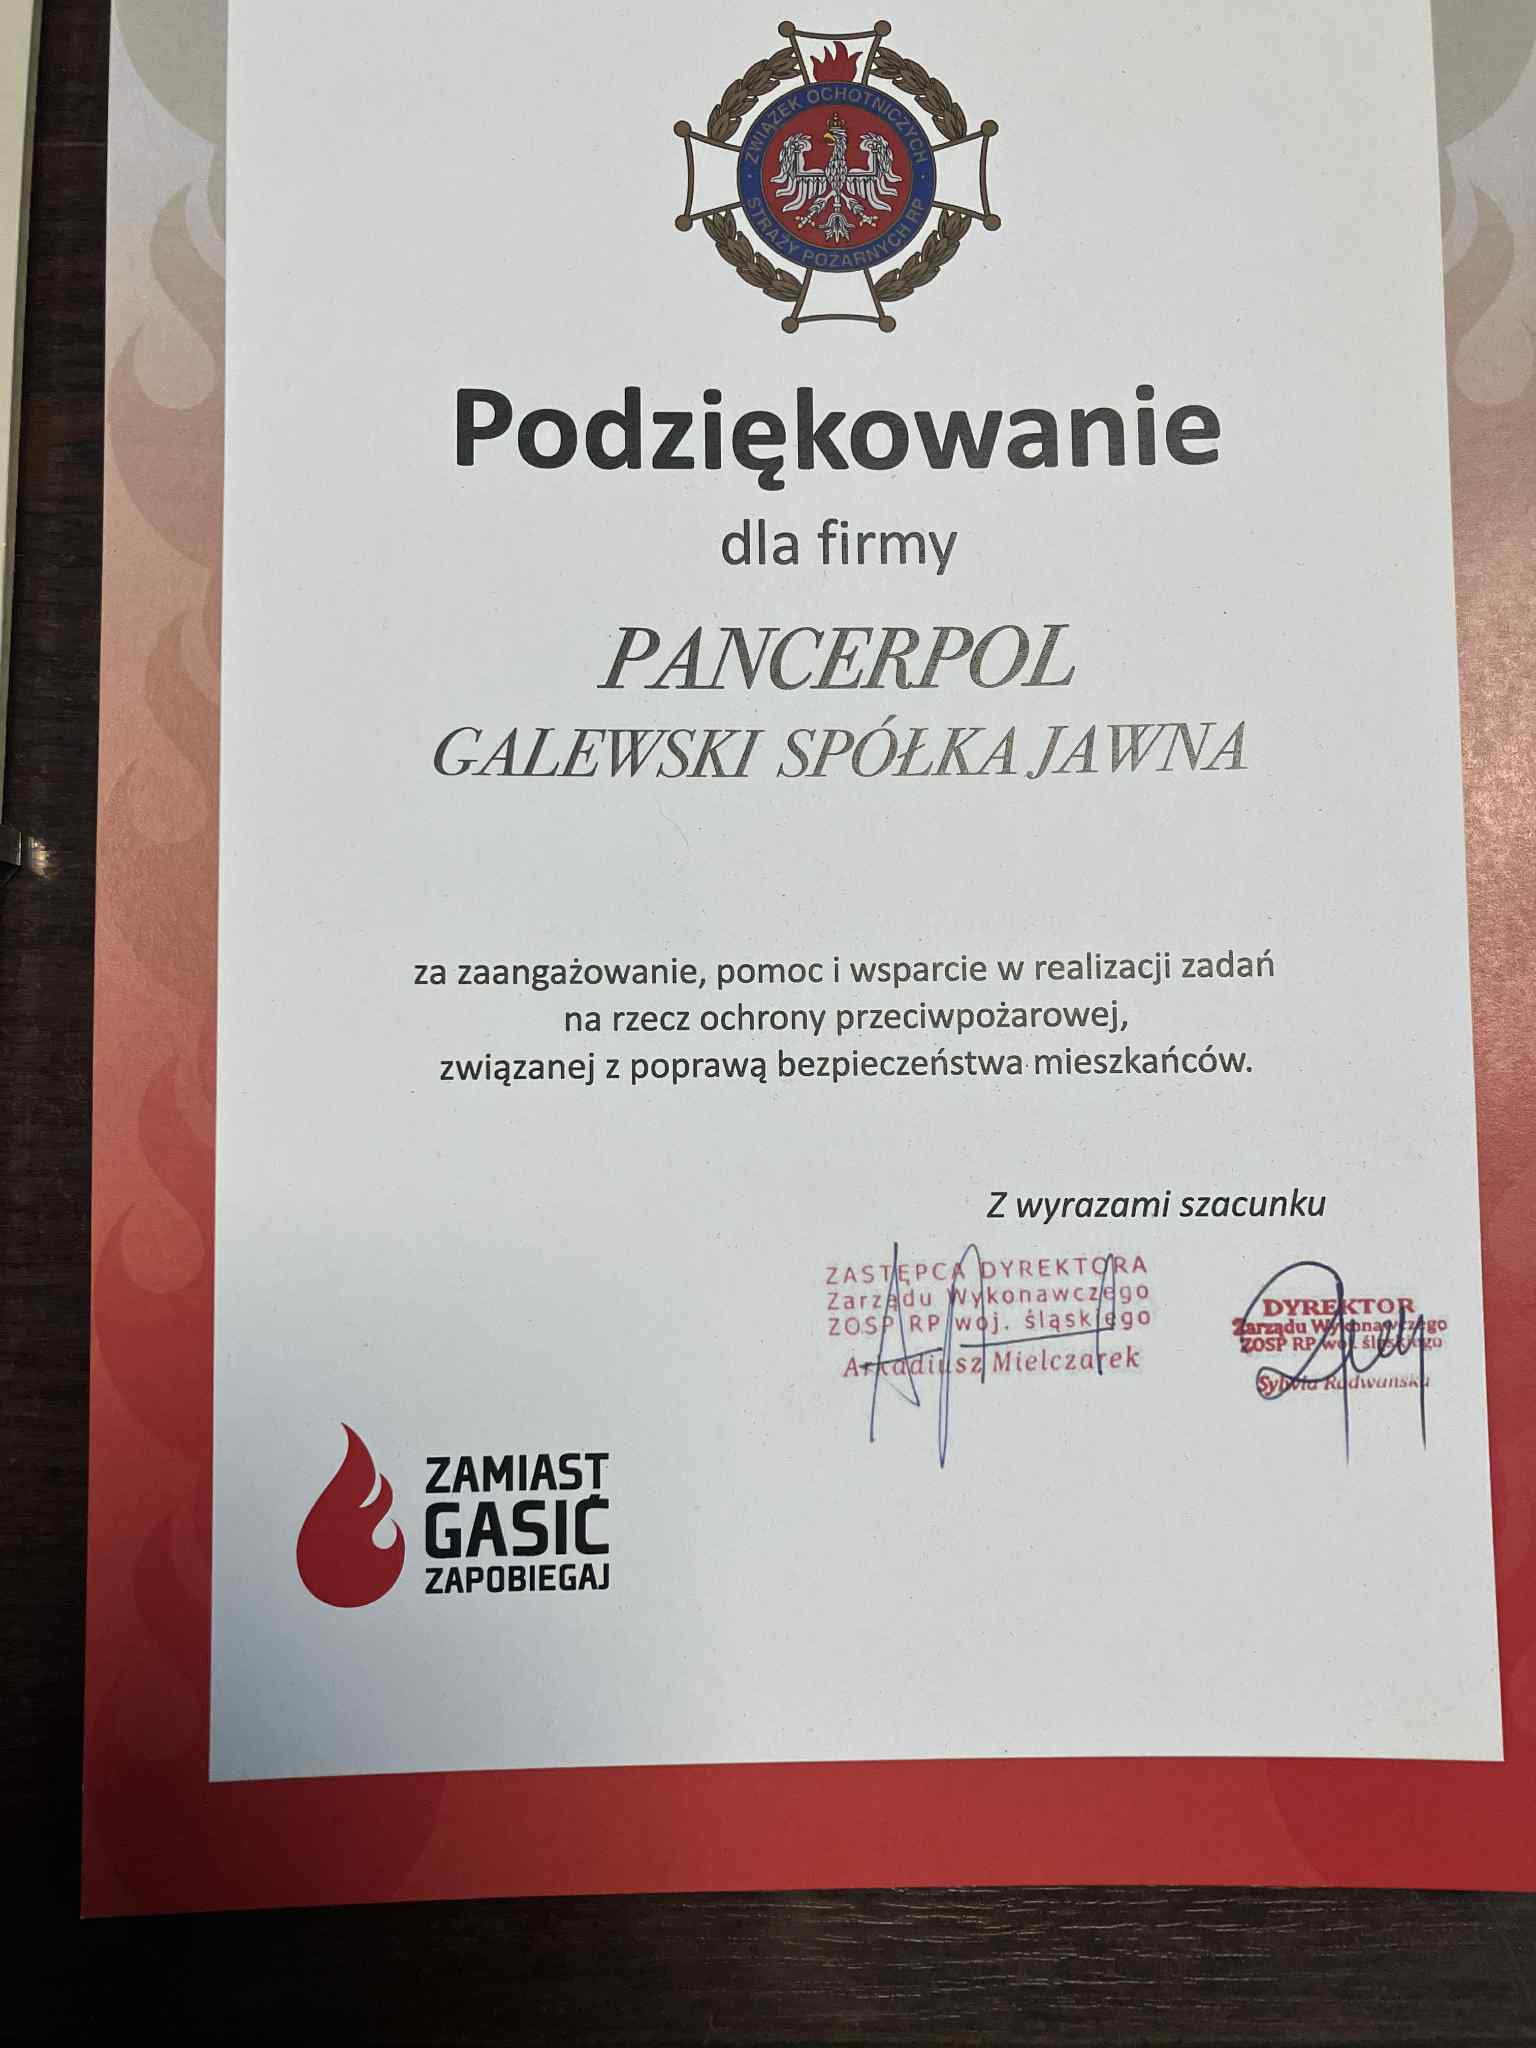 ZWIĄZEK OCHOTNICZYCH
STRAŻY POŻARNYCH RP
Podziękowanie
dla firmy
PANCERPOL
GALEWSKI SPÓŁKA JAWNA
za zaangażowanie, pomoc i wsparcie w realizacji zadań
na rzecz ochrony przeciwpożarowej,
związanej z poprawą bezpieczeństwa mieszkańców.
Z wyrazami szacunku
ZASTĘPCA DYREKTORA
Zarządu Wykonawczego
ZOSP RP woj. śląskiego
Arkadiusz Mielczarek
DYREKTOR
Zarządu Wykonawczego
ZOSP RP woj. śląskiego
Sylwia Radwańska
ZAMIAST
GASIĆ
ZAPOBIEGAJ